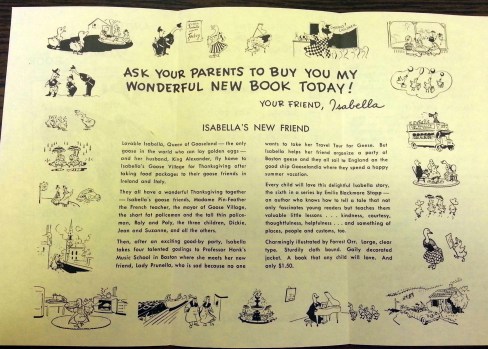 ASK YOUR PARENTS TO BUY YOU MY
WONDERFUL NEW BOOK TODAY!
YOUR FRIEND, Isabella
ISABELLA'S NEW FRIEND
Lovable Isabella, Queen of Gooseland — the only
goose in the world who can lay golden eggs —
and her husband, King Alexander, fly home to
Isabella's Goose Village for Thanksgiving after
taking food packages to their goose friends in
Ireland and Italy.
They all have a wonderful Thanksgiving together
— Isabella's goose friends, Madame Pin-Feather
the French teacher, the mayor of Goose Village,
the short fat policeman and the tall thin police-
man, Roly and Poly, the three children, Dickie,
Jean and Suzanne, and all the others.
Then, after an exciting good-by party, Isabella
takes four talented goslings to Professor Honk's
Music School in Boston where she meets her new
friend, Lady Prunella, who is sad because no one
wants to take her Travel Tour for Geese. But
Isabella helps her friend organize a party of
Boston geese and they all sail to England on the
good ship Gooselandia where they spend a happy
summer vacation.
Every child will love this delightful Isabella story,
the sixth in a series by Emilie Blackmore Stapp —
an author who knows how to tell a tale that not
only fascinates young readers but teaches them
valuable little lessons . . . kindness, courtesy,
thoughtfulness, helpfulness . . . and something of
places, people and customs, too.
Charmingly illustrated by Forrest Orr. Large, clear
type. Sturdily cloth bound. Gaily decorated
jacket. A book that any child will love. And
only $1.50.